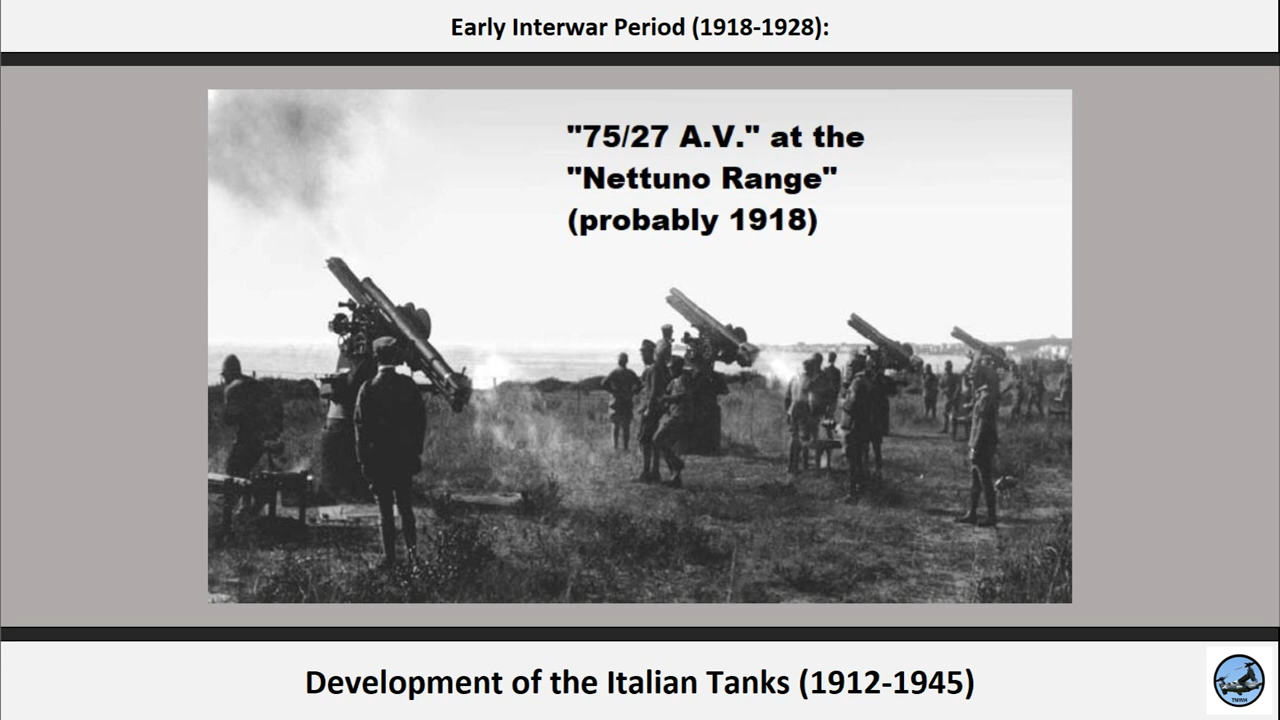 Early Interwar Period (1918-1928):
"75/27 A.V." at the
"Nettuno Range"
(probably 1918)
Development of the Italian Tanks (1912-1945)